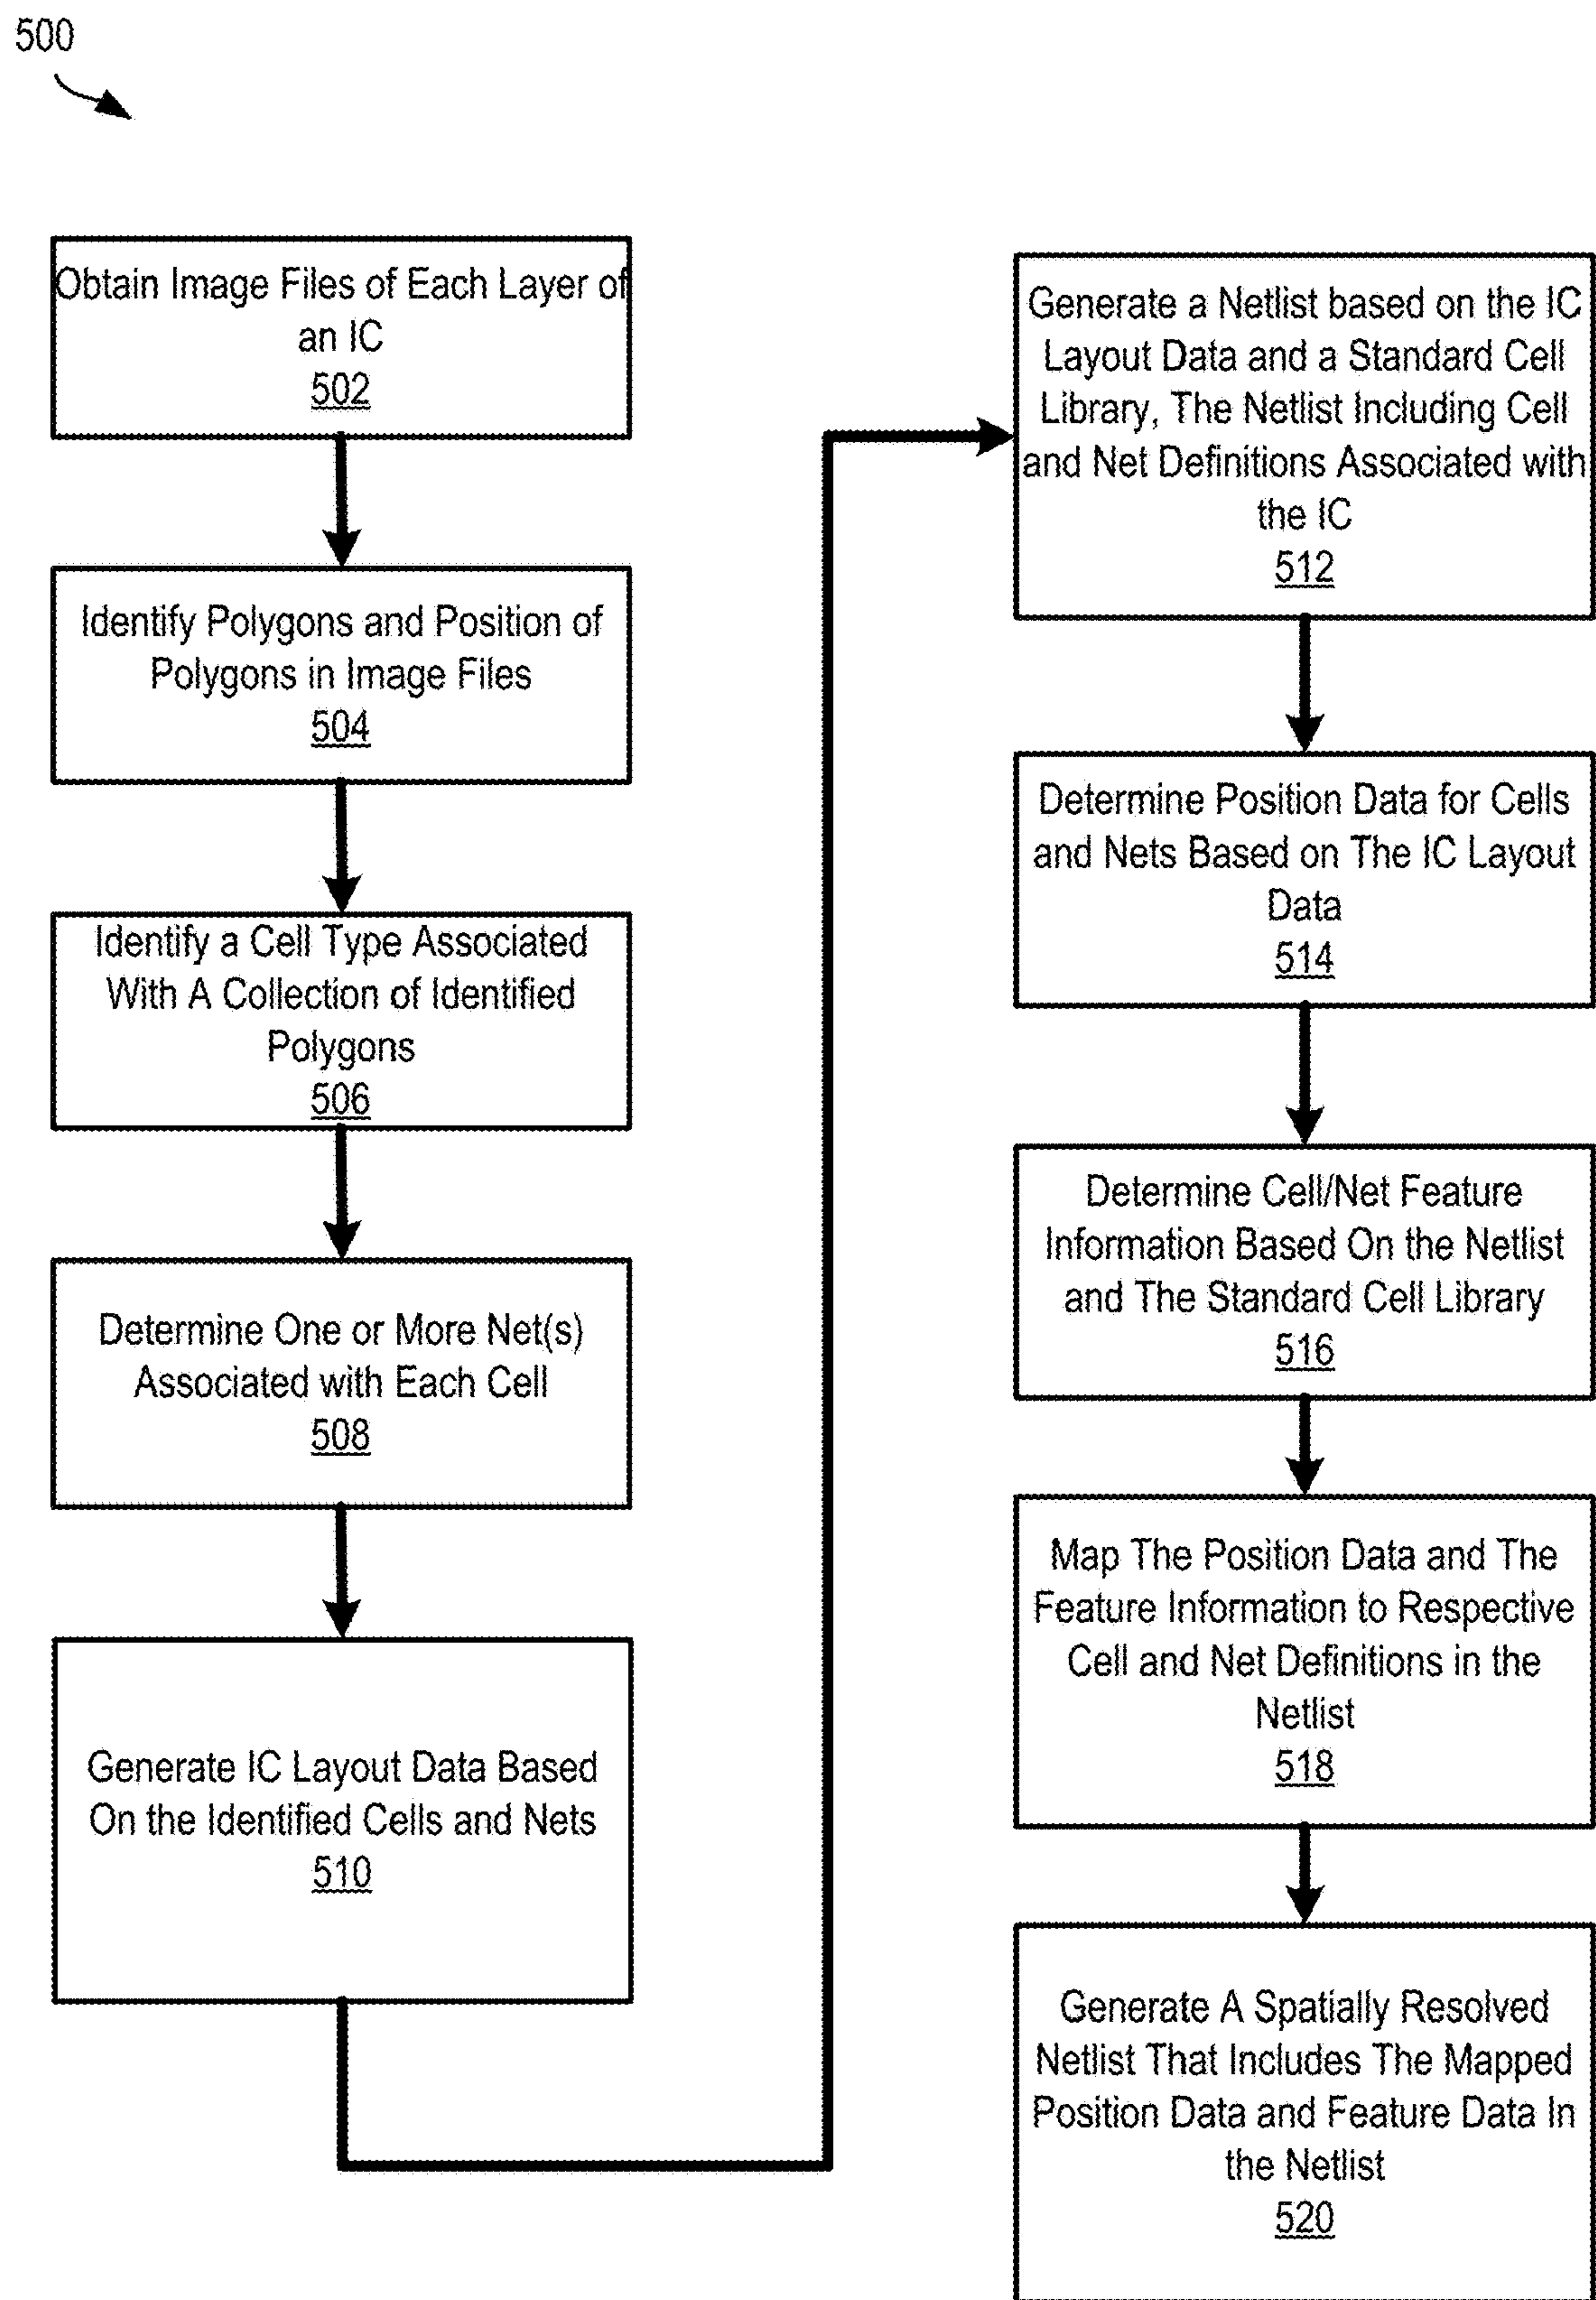 500
Obtain Image Files of Each Layer of
an IC
502
Identify Polygons and Position of
Polygons in Image Files
504
Identify a Cell Type Associated
With A Collection of Identified
Polygons
506
Determine One or More Net(s)
Associated with Each Cell
508
Generate IC Layout Data Based
On the Identified Cells and Nets
510
Generate a Netlist based on the IC
Layout Data and a Standard Cell
Library, The Netlist Including Cell
and Net Definitions Associated with
the IC
512
Determine Position Data for Cells
and Nets Based on The IC Layout
Data
514
Determine Cell/Net Feature
Information Based On the Netlist
and The Standard Cell Library
516
Map The Position Data and The
Feature Information to Respective
Cell and Net Definitions in the
Netlist
518
Generate A Spatially Resolved
Netlist That Includes The Mapped
Position Data and Feature Data In
the Netlist
520